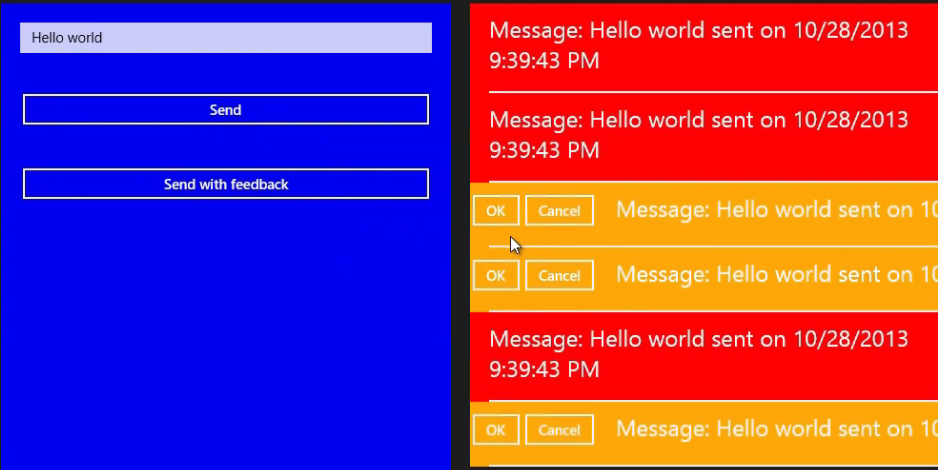 Hello world
Send
Send with feedback
Message: Hello world sent on 10/28/2013
9:39:43 PM
Message: Hello world sent on 10/28/2013
9:39:43 PM
OK Cancel Message: Hello world sent on 10
OK Cancel Message: Hello world sent on 10
Message: Hello world sent on 10/28/2013
9:39:43 PM
OK Cancel Message: Hello world sent on 10